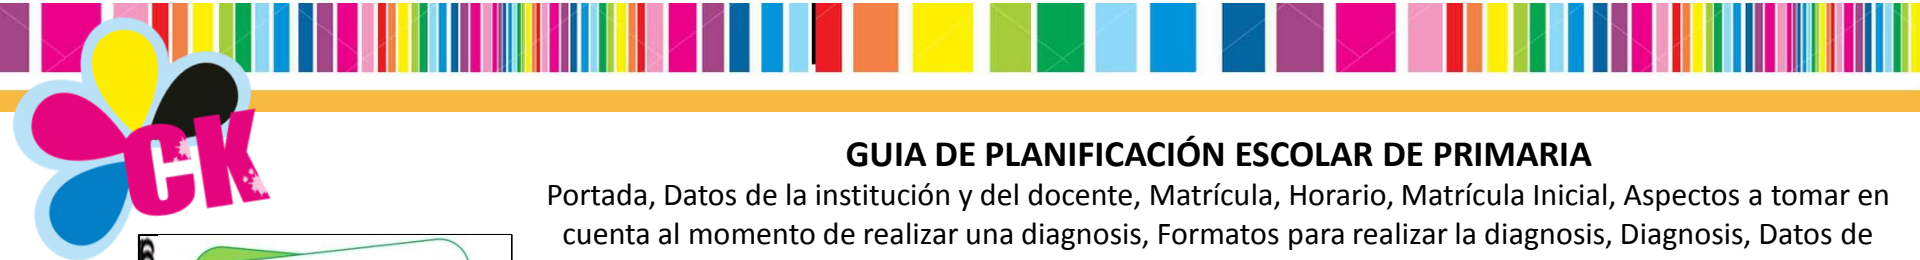 CK
GUIA DE PLANIFICACIÓN ESCOLAR DE PRIMARIA
Portada, Datos de la institución y del docente, Matrícula, Horario, Matrícula Inicial, Aspectos a tomar en
cuenta al momento de realizar una diagnosis, Formatos para realizar la diagnosis, Diagnosis, Datos de